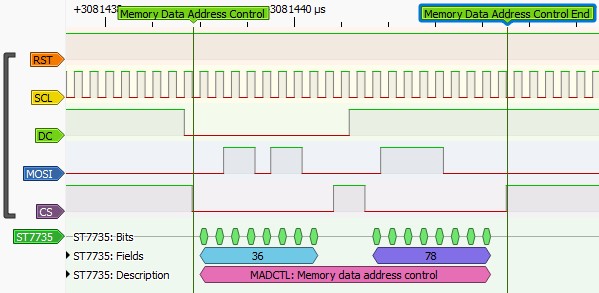 +308143
Memory Data Address Control
3081440 µs
Memory Data Address Control End
RST
SCL
DC
MOSI
CS
ST7735
ST7735: Bits
ST7735: Fields
36
78
ST7735: Description
MADCTL: Memory data address control